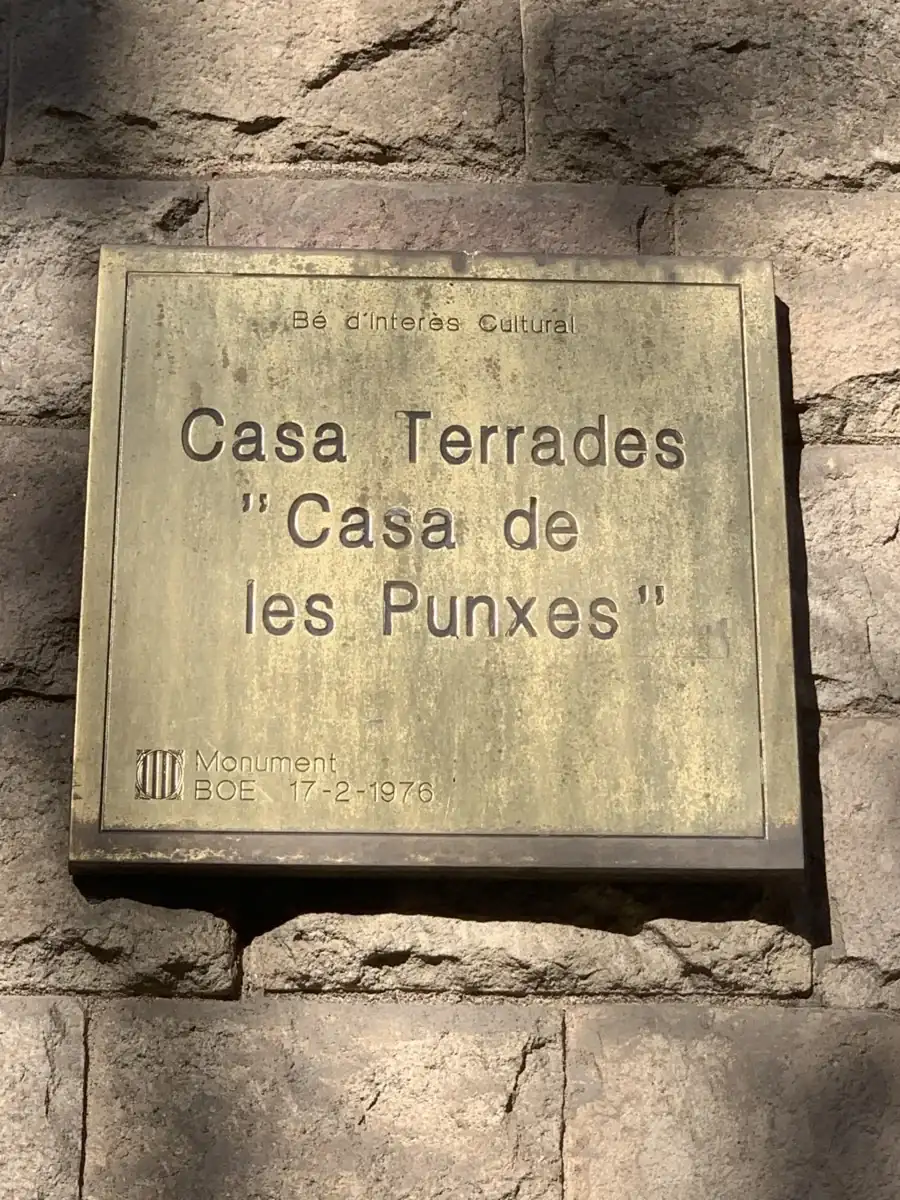 Bé d'Interès Cultural
Casa Terrades
"Casa de
les Punxes"
Monument
BOE 17-2-1976